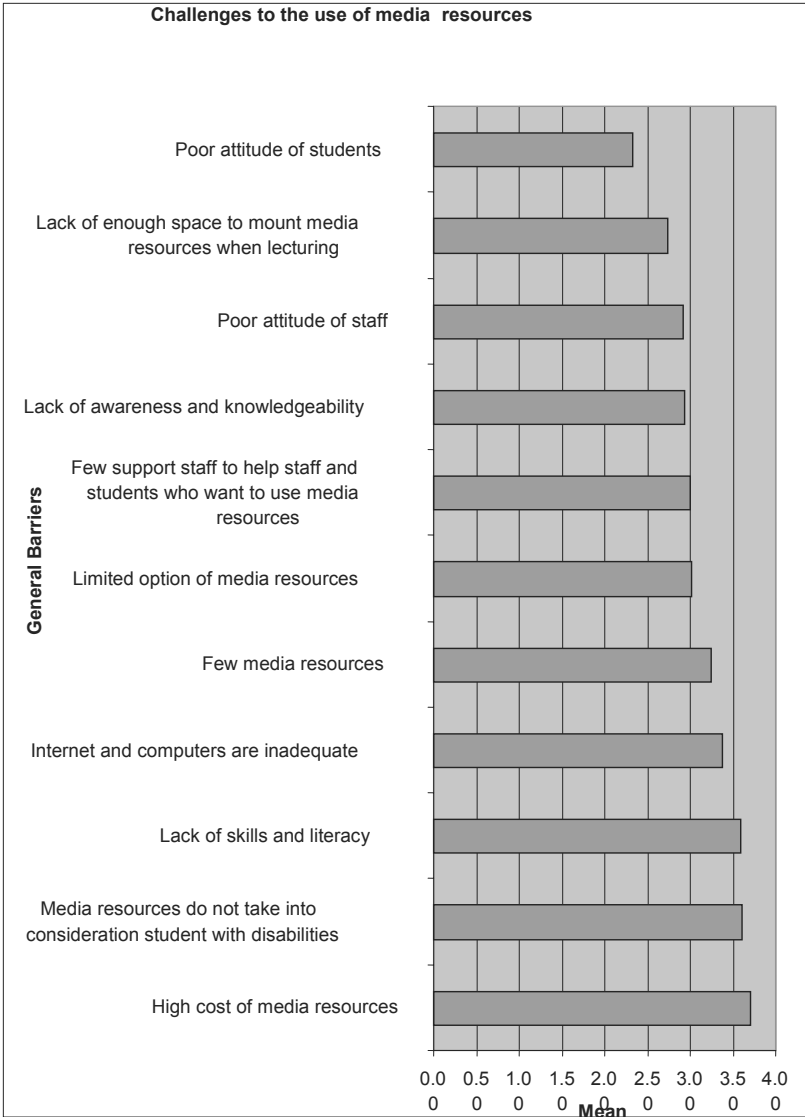 Challenges to the use of media resources
Poor attitude of students
Lack of enough space to mount media
resources when lecturing
Poor attitude of staff
Lack of awareness and knowledgeability
Few support staff to help staff and
students who want to use media
resources
Limited option of media resources
Few media resources
Internet and computers are inadequate
Lack of skills and literacy
Media resources do not take into
consideration student with disabilities
High cost of media resources
General Barriers
0.0 0.5 1.0 1.5 2.0 2.5 3.0 3.5 4.0
0 0 0 0 0 0 0 0 0
Mean